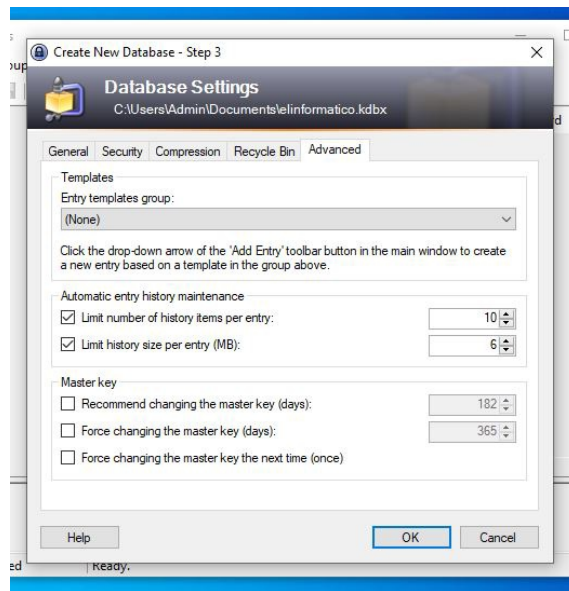 Create New Database - Step 3
Database Settings
C:\Users\Admin\Documents\elinformatico.kdbx
General Security Compression Recycle Bin Advanced
Templates
Entry templates group:
(None)
Click the drop-down arrow of the 'Add Entry' toolbar button in the main window to create
a new entry based on a template in the group above.
Automatic entry history maintenance
Limit number of history items per entry: 10
Limit history size per entry (MB): 6
Master key
Recommend changing the master key (days): 182
Force changing the master key (days): 365
Force changing the master key the next time (once)
Help OK Cancel
Ready.